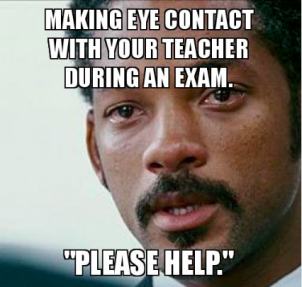 MAKING EYE CONTACT
WITH YOUR TEACHER
DURING AN EXAM.
"PLEASE HELP."